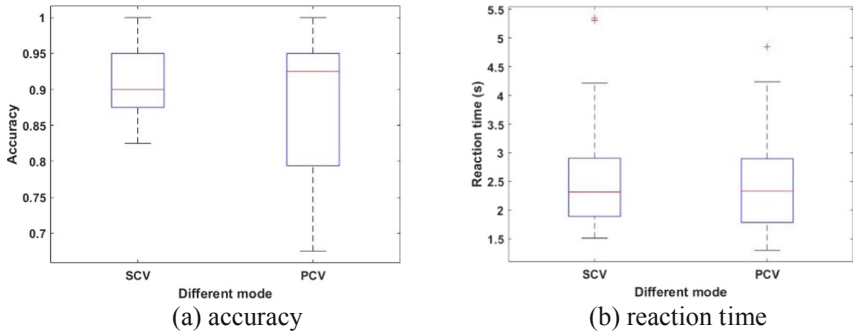 1
0.95
0.9
0.85
0.8
0.75
0.7
Accuracy
SCV
PCV
Different mode
(a) accuracy
5.5
5
4.5
4
3.5
3
2.5
2
1.5
Reaction time (s)
SCV
PCV
Different mode
(b) reaction time